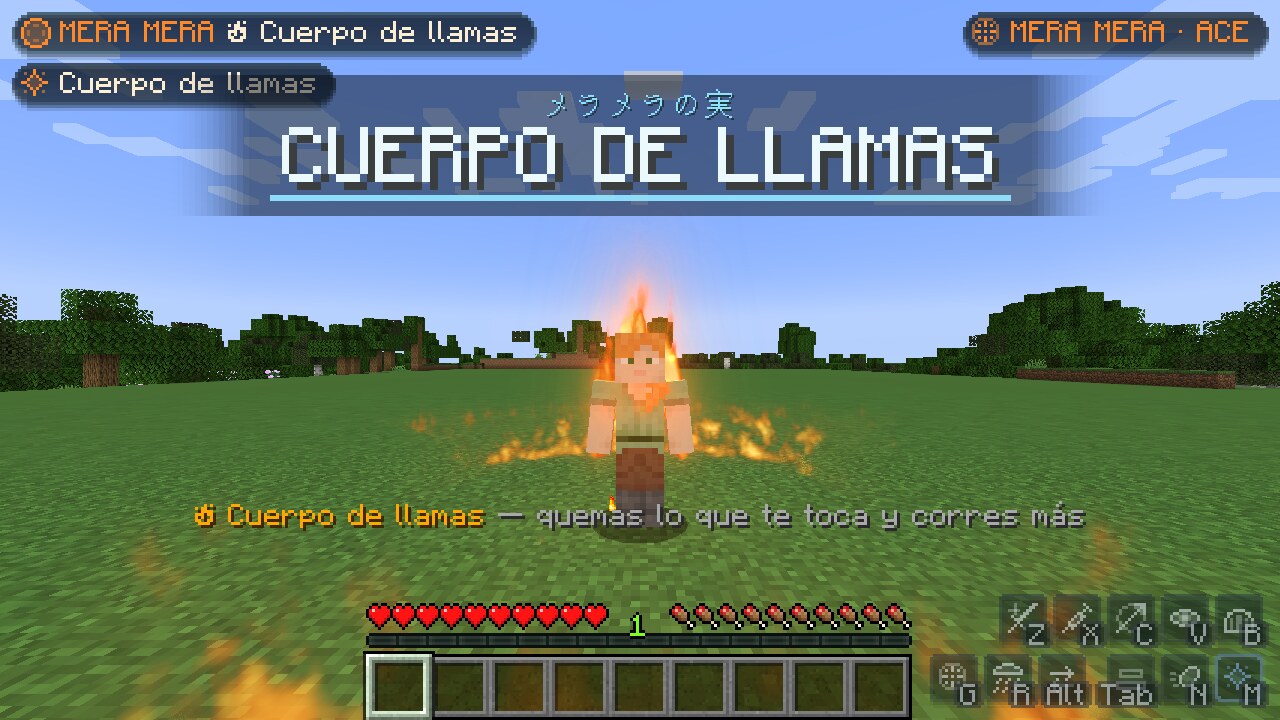 MERA MERA Cuerpo de llamas
MERA MERA · ACE
Cuerpo de llamas
メラメラの実
CUERPO DE LLAMAS
Cuerpo de llamas — quemas lo que te toca y corres más
1
Z X C V B
G R Alt Tab N M